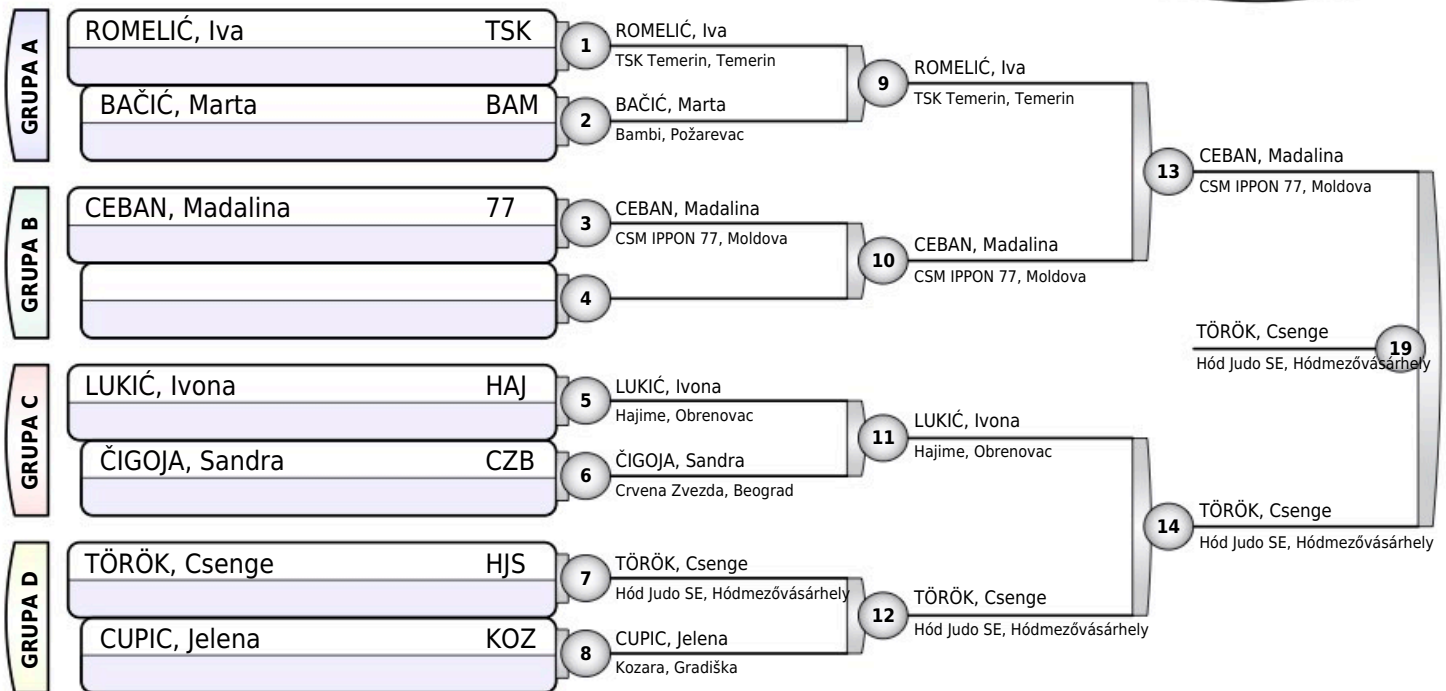 GRUPA A
ROMELIĆ, Iva TSK
BAČIĆ, Marta BAM
GRUPA B
CEBAN, Madalina 77
GRUPA C
LUKIĆ, Ivona HAJ
ČIGOJA, Sandra CZB
GRUPA D
TÖRÖK, Csenge HJS
CUPIC, Jelena KOZ
1
ROMELIĆ, Iva
TSK Temerin, Temerin
2
BAČIĆ, Marta
Bambi, Požarevac
3
CEBAN, Madalina
CSM IPPON 77, Moldova
4
5
LUKIĆ, Ivona
Hajime, Obrenovac
6
ČIGOJA, Sandra
Crvena Zvezda, Beograd
7
TÖRÖK, Csenge
Hód Judo SE, Hódmezővásárhely
8
CUPIC, Jelena
Kozara, Gradiška
9
ROMELIĆ, Iva
TSK Temerin, Temerin
10
CEBAN, Madalina
CSM IPPON 77, Moldova
11
LUKIĆ, Ivona
Hajime, Obrenovac
12
TÖRÖK, Csenge
Hód Judo SE, Hódmezővásárhely
13
CEBAN, Madalina
CSM IPPON 77, Moldova
14
TÖRÖK, Csenge
Hód Judo SE, Hódmezővásárhely
TÖRÖK, Csenge
19
Hód Judo SE, Hódmezővásárhely